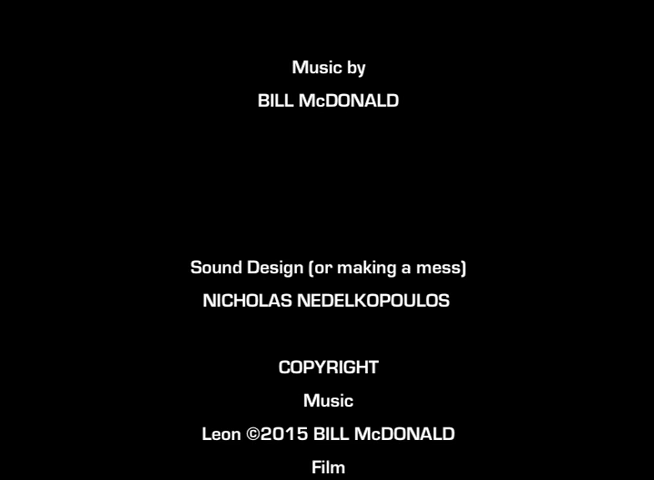 Music by
BILL McDONALD
Sound Design (or making a mess)
NICHOLAS NEDELKOPOULOS
COPYRIGHT
Music
Leon ©2015 BILL McDONALD
Film